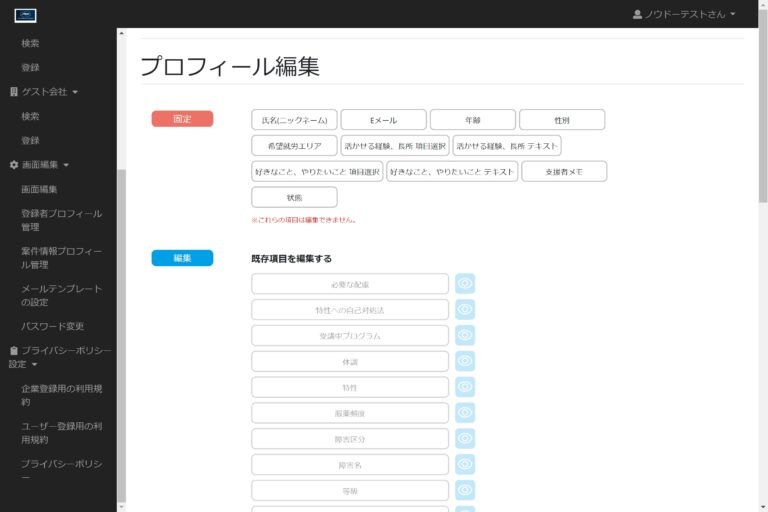 ノウドーテストさん
検索
登録
ゲスト会社
検索
登録
画面編集
画面編集
登録者プロフィール
管理
案件情報プロフィー
ル管理
メールテンプレート
の設定
パスワード変更
プライバシーポリシー
設定
企業登録用の利用規
約
ユーザー登録用の利
用規約
プライバシーポリシ
ー
プロフィール編集
固定
氏名(ニックネーム) Eメール 年齢 性別
希望就労エリア 活かせる経験、長所 項目選択 活かせる経験、長所 テキスト
好きなこと、やりたいこと 項目選択 好きなこと、やりたいこと テキスト 支援者メモ
状態
※これらの項目は編集できません。
編集
既存項目を編集する
必要な配慮
特性への自己対処法
受講中プログラム
体調
特性
服薬頻度
障害区分
障害名
等級